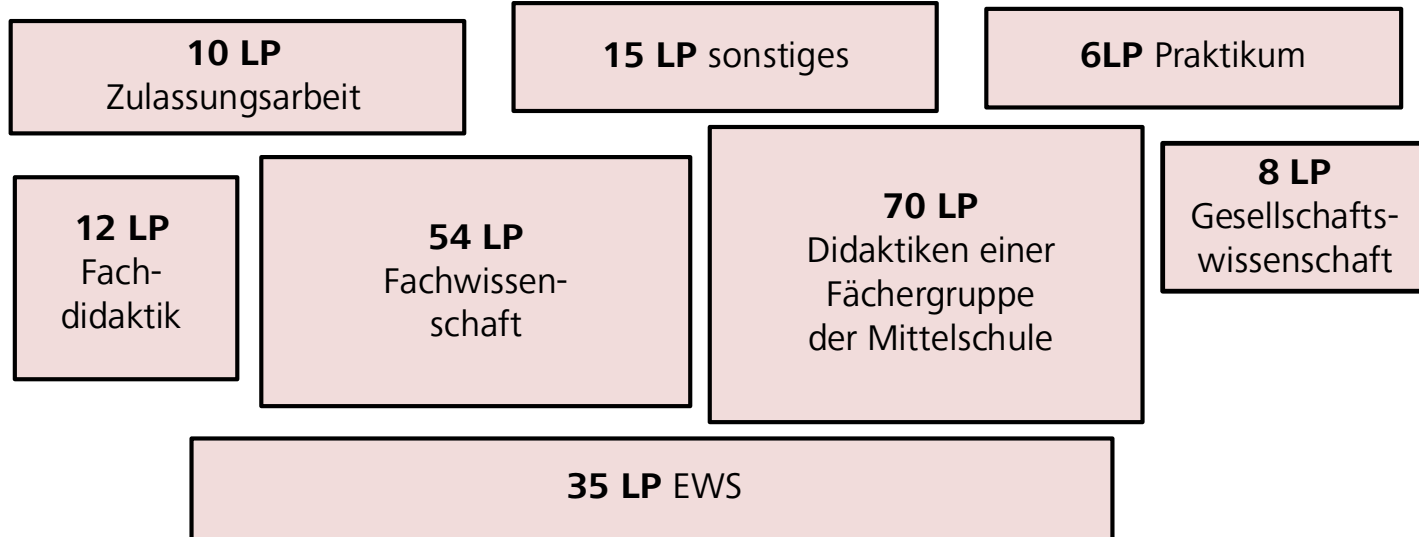 10 LP
Zulassungsarbeit
15 LP sonstiges
6LP Praktikum
12 LP
Fach-
didaktik
54 LP
Fachwissen-
schaft
70 LP
Didaktiken einer
Fächergruppe
der Mittelschule
8 LP
Gesellschafts-
wissenschaft
35 LP EWS